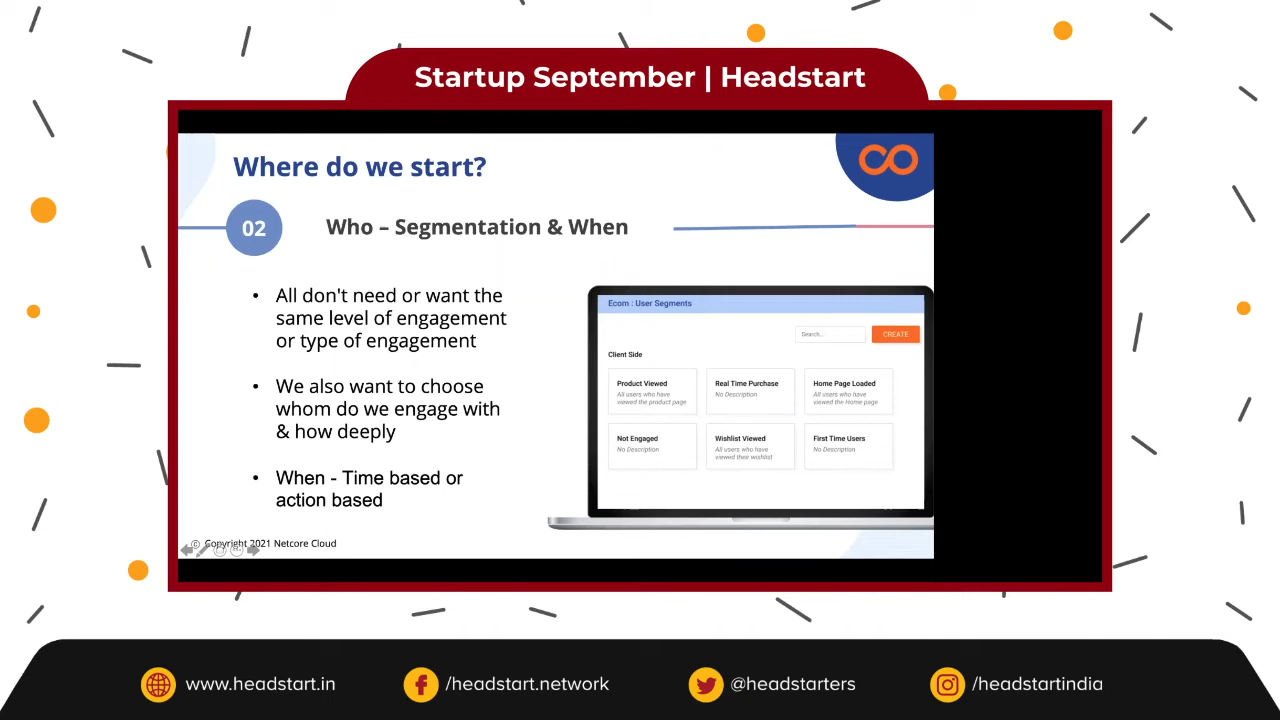 Startup September | Headstart
Where do we start?
02
Who – Segmentation & When
• All don't need or want the
same level of engagement
or type of engagement
• We also want to choose
whom do we engage with
& how deeply
• When - Time based or
action based
Ecom : User Segments
Search...
CREATE
Client Side
Product Viewed
All users who have
viewed the product page
Real Time Purchase
No Description
Home Page Loaded
All users who have
viewed the Home page
Not Engaged
No Description
Wishlist Viewed
All users who have
viewed their wishlist
First Time Users
No Description
© Copyright 2021 Netcore Cloud
www.headstart.in
/headstart.network
@headstarters
/headstartindia